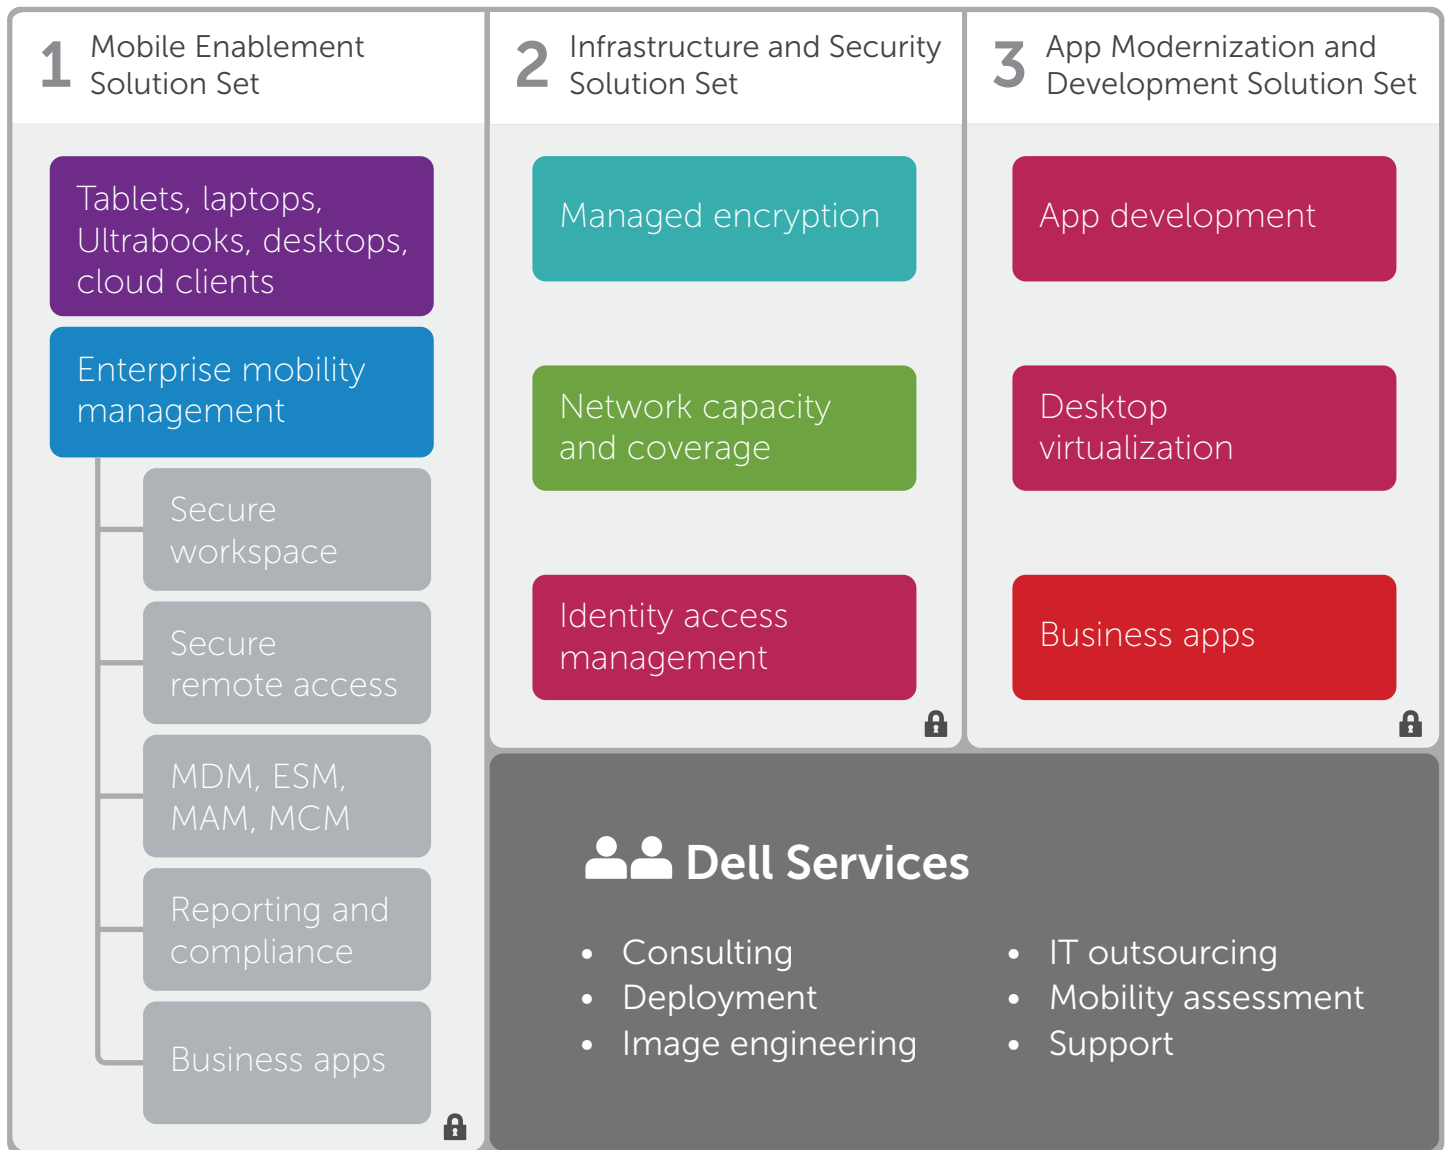 1
Mobile Enablement
Solution Set
Tablets, laptops,
Ultrabooks, desktops,
cloud clients
Enterprise mobility
management
Secure
workspace
Secure
remote access
MDM, ESM,
MAM, MCM
Reporting and
compliance
Business apps
2
Infrastructure and Security
Solution Set
Managed encryption
Network capacity
and coverage
Identity access
management
3
App Modernization and
Development Solution Set
App development
Desktop
virtualization
Business apps
Dell Services
• Consulting
• Deployment
• Image engineering
• IT outsourcing
• Mobility assessment
• Support